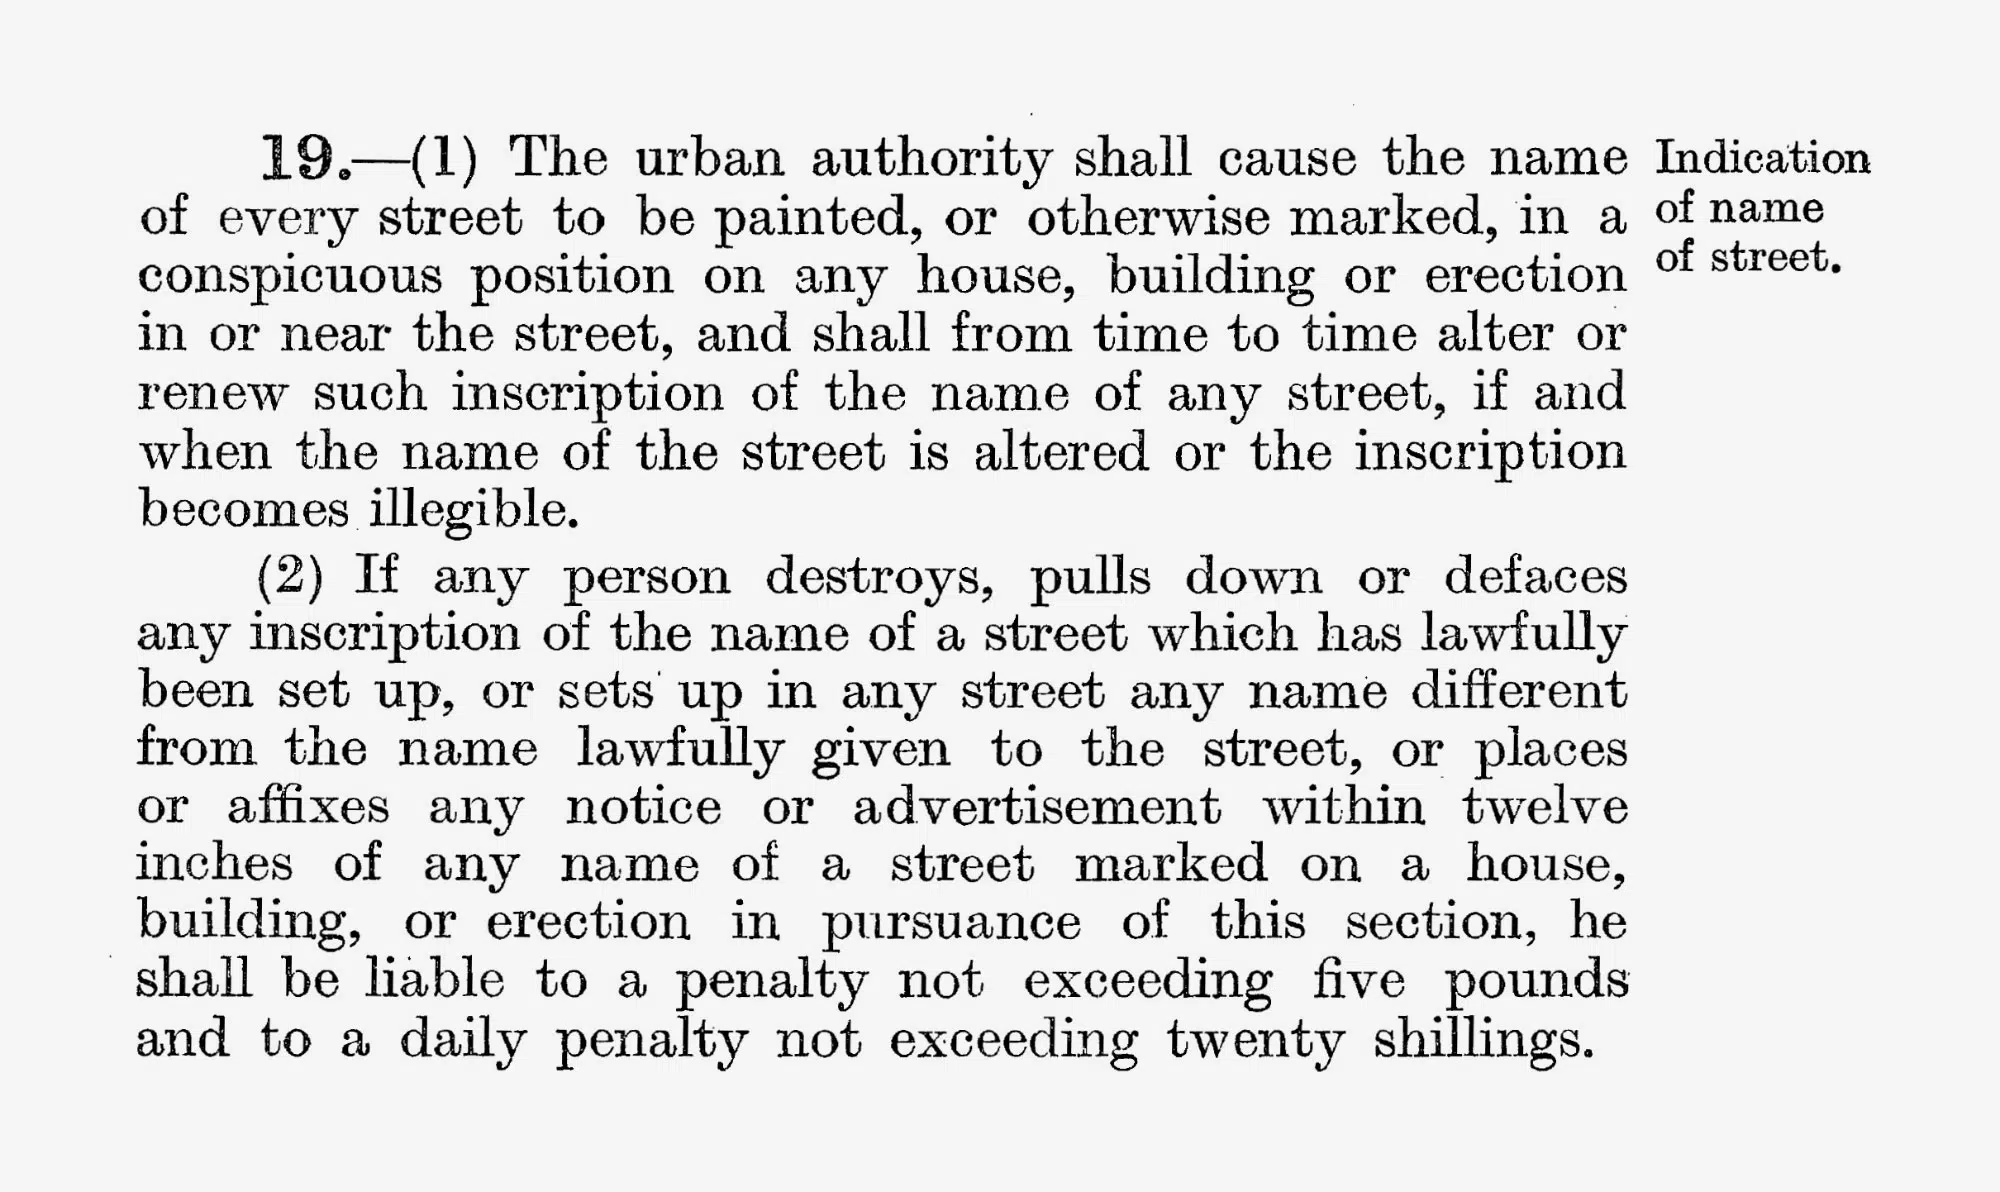 19.—(1) The urban authority shall cause the name
of every street to be painted, or otherwise marked, in a
conspicuous position on any house, building or erection
in or near the street, and shall from time to time alter or
renew such inscription of the name of any street, if and
when the name of the street is altered or the inscription
becomes illegible.
(2) If any person destroys, pulls down or defaces
any inscription of the name of a street which has lawfully
been set up, or sets up in any street any name different
from the name lawfully given to the street, or places
or affixes any notice or advertisement within twelve
inches of any name of a street marked on a house,
building, or erection in pursuance of this section, he
shall be liable to a penalty not exceeding five pounds
and to a daily penalty not exceeding twenty shillings.
Indication
of name
of street.